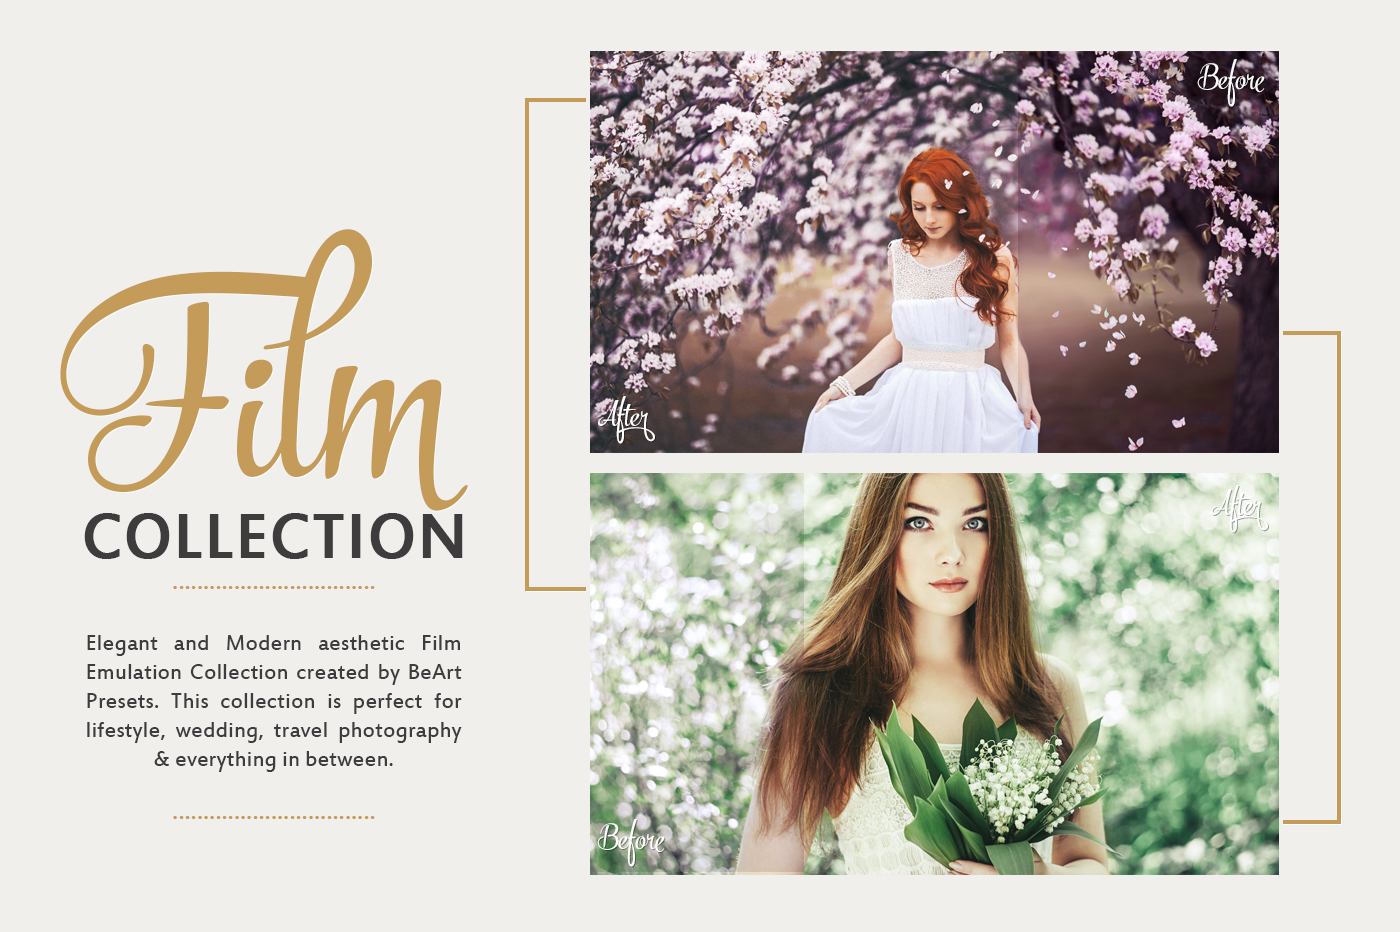 Film
COLLECTION
Elegant and Modern aesthetic Film
Emulation Collection created by BeArt
Presets. This collection is perfect for
lifestyle, wedding, travel photography
& everything in between.
Before
After
After
Before